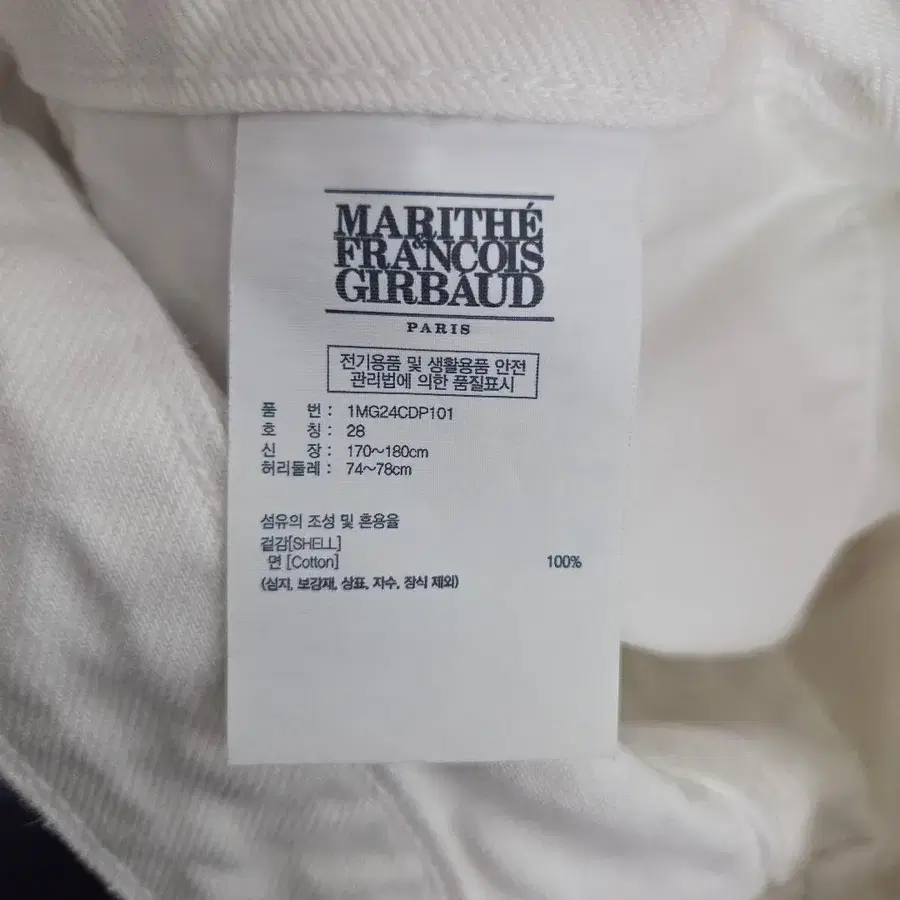 MARITHÉ
&
FRANÇOIS
GIRBAUD
PARIS
전기용품 및 생활용품 안전
관리법에 의한 품질표시
품 번 : 1MG24CDP101
호 칭 : 28
신 장 : 170~180cm
허리둘레 : 74~78cm
섬유의 조성 및 혼용율
겉감[SHELL]
면 [Cotton] 100%
(심지, 보강재, 상표, 자수, 장식 제외)